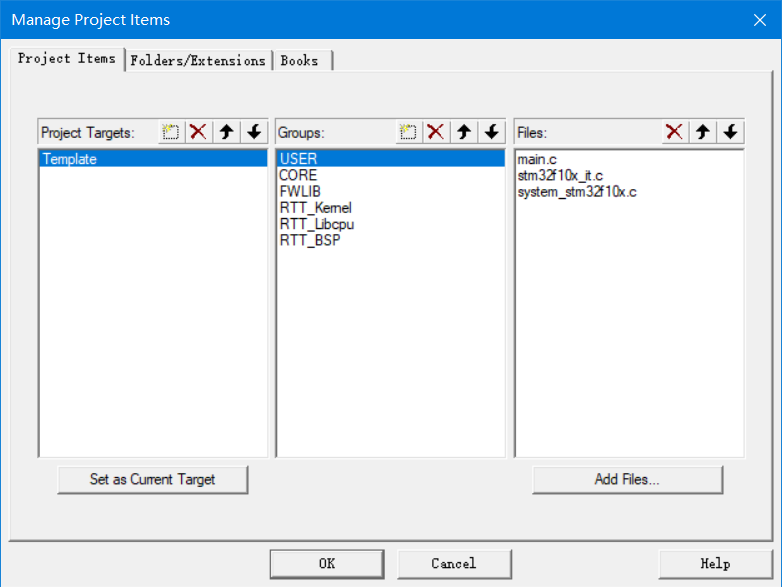 Manage Project Items
Project Items Folders/Extensions Books
Project Targets:
Template
Set as Current Target
Groups:
USER
CORE
FWLIB
RTT_Kernel
RTT_Libcpu
RTT_BSP
Files:
main.c
stm32f10x_it.c
system_stm32f10x.c
Add Files...
OK Cancel Help